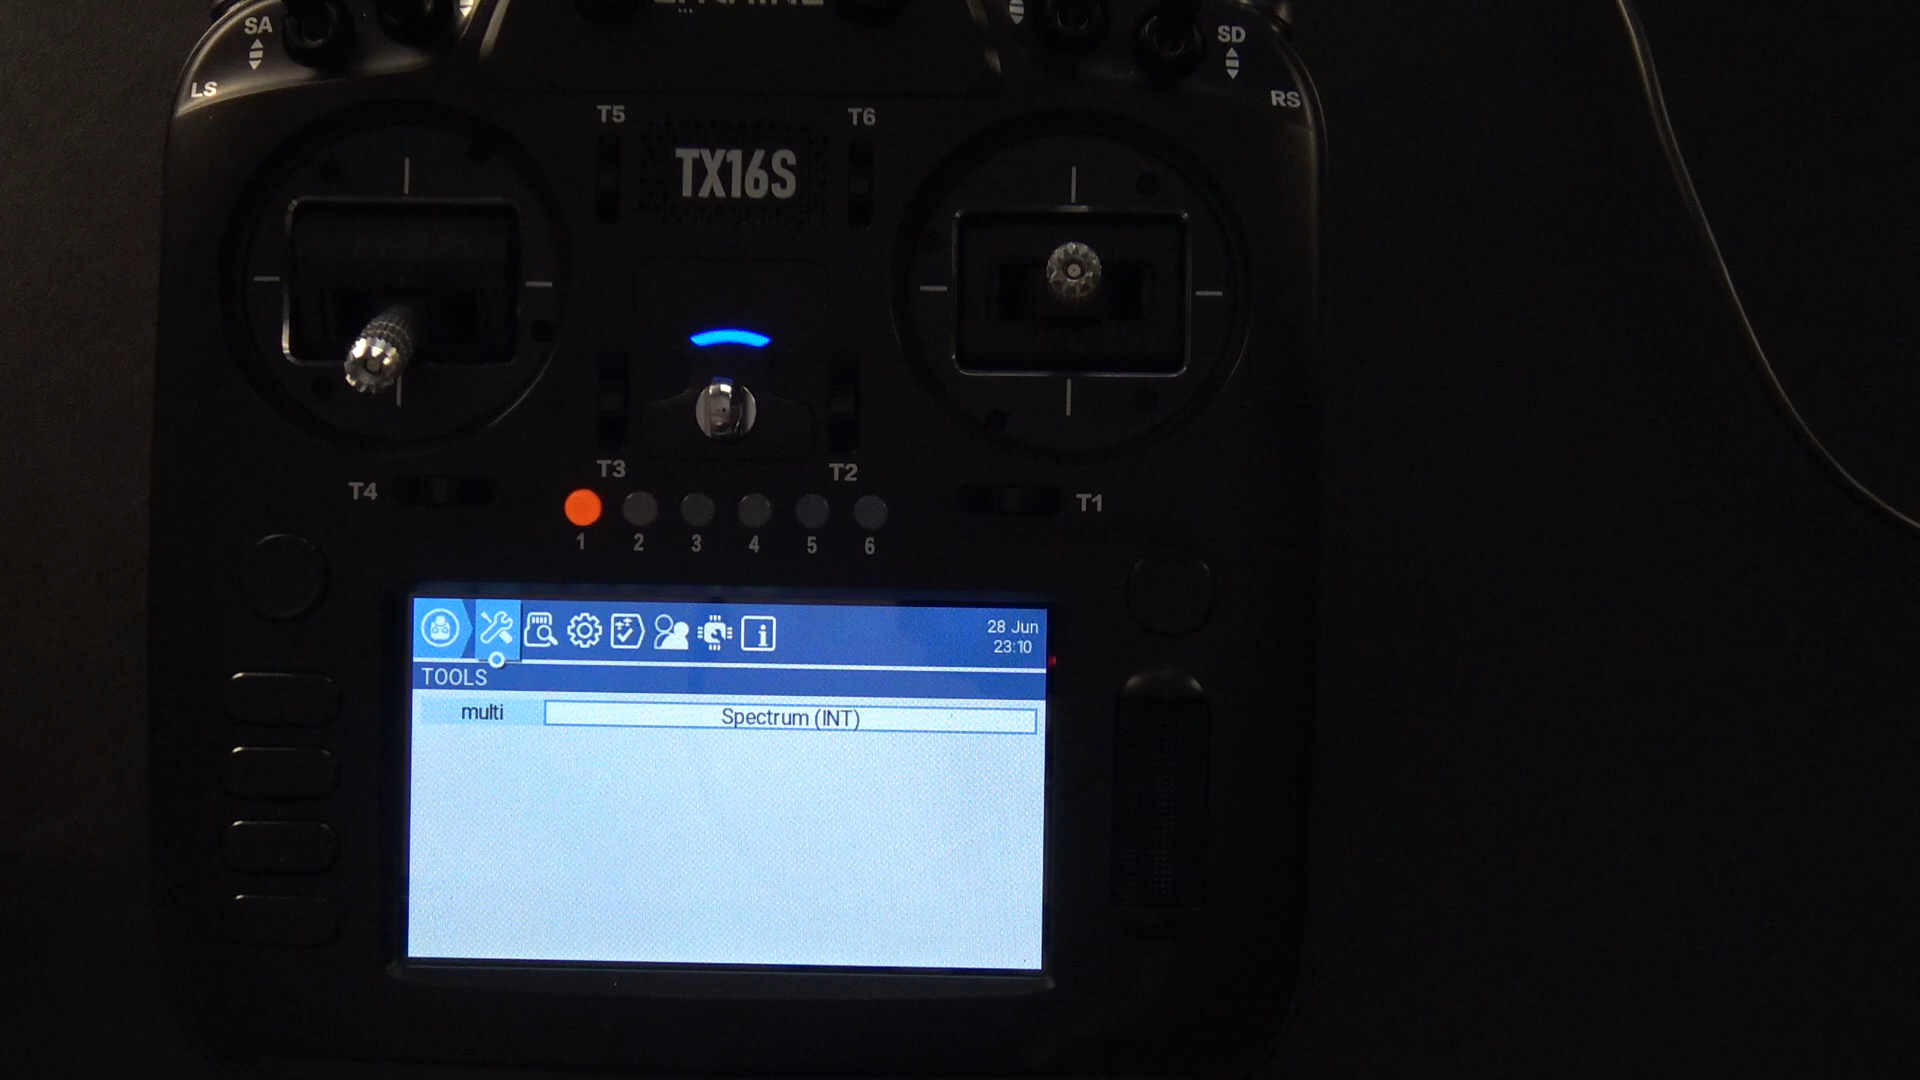 SA
SD
LS
RS
T5
T6
TX16S
T3
T2
T4
T1
1 2 3 4 5 6
28 Jun
23:10
TOOLS
multi Spectrum (INT)